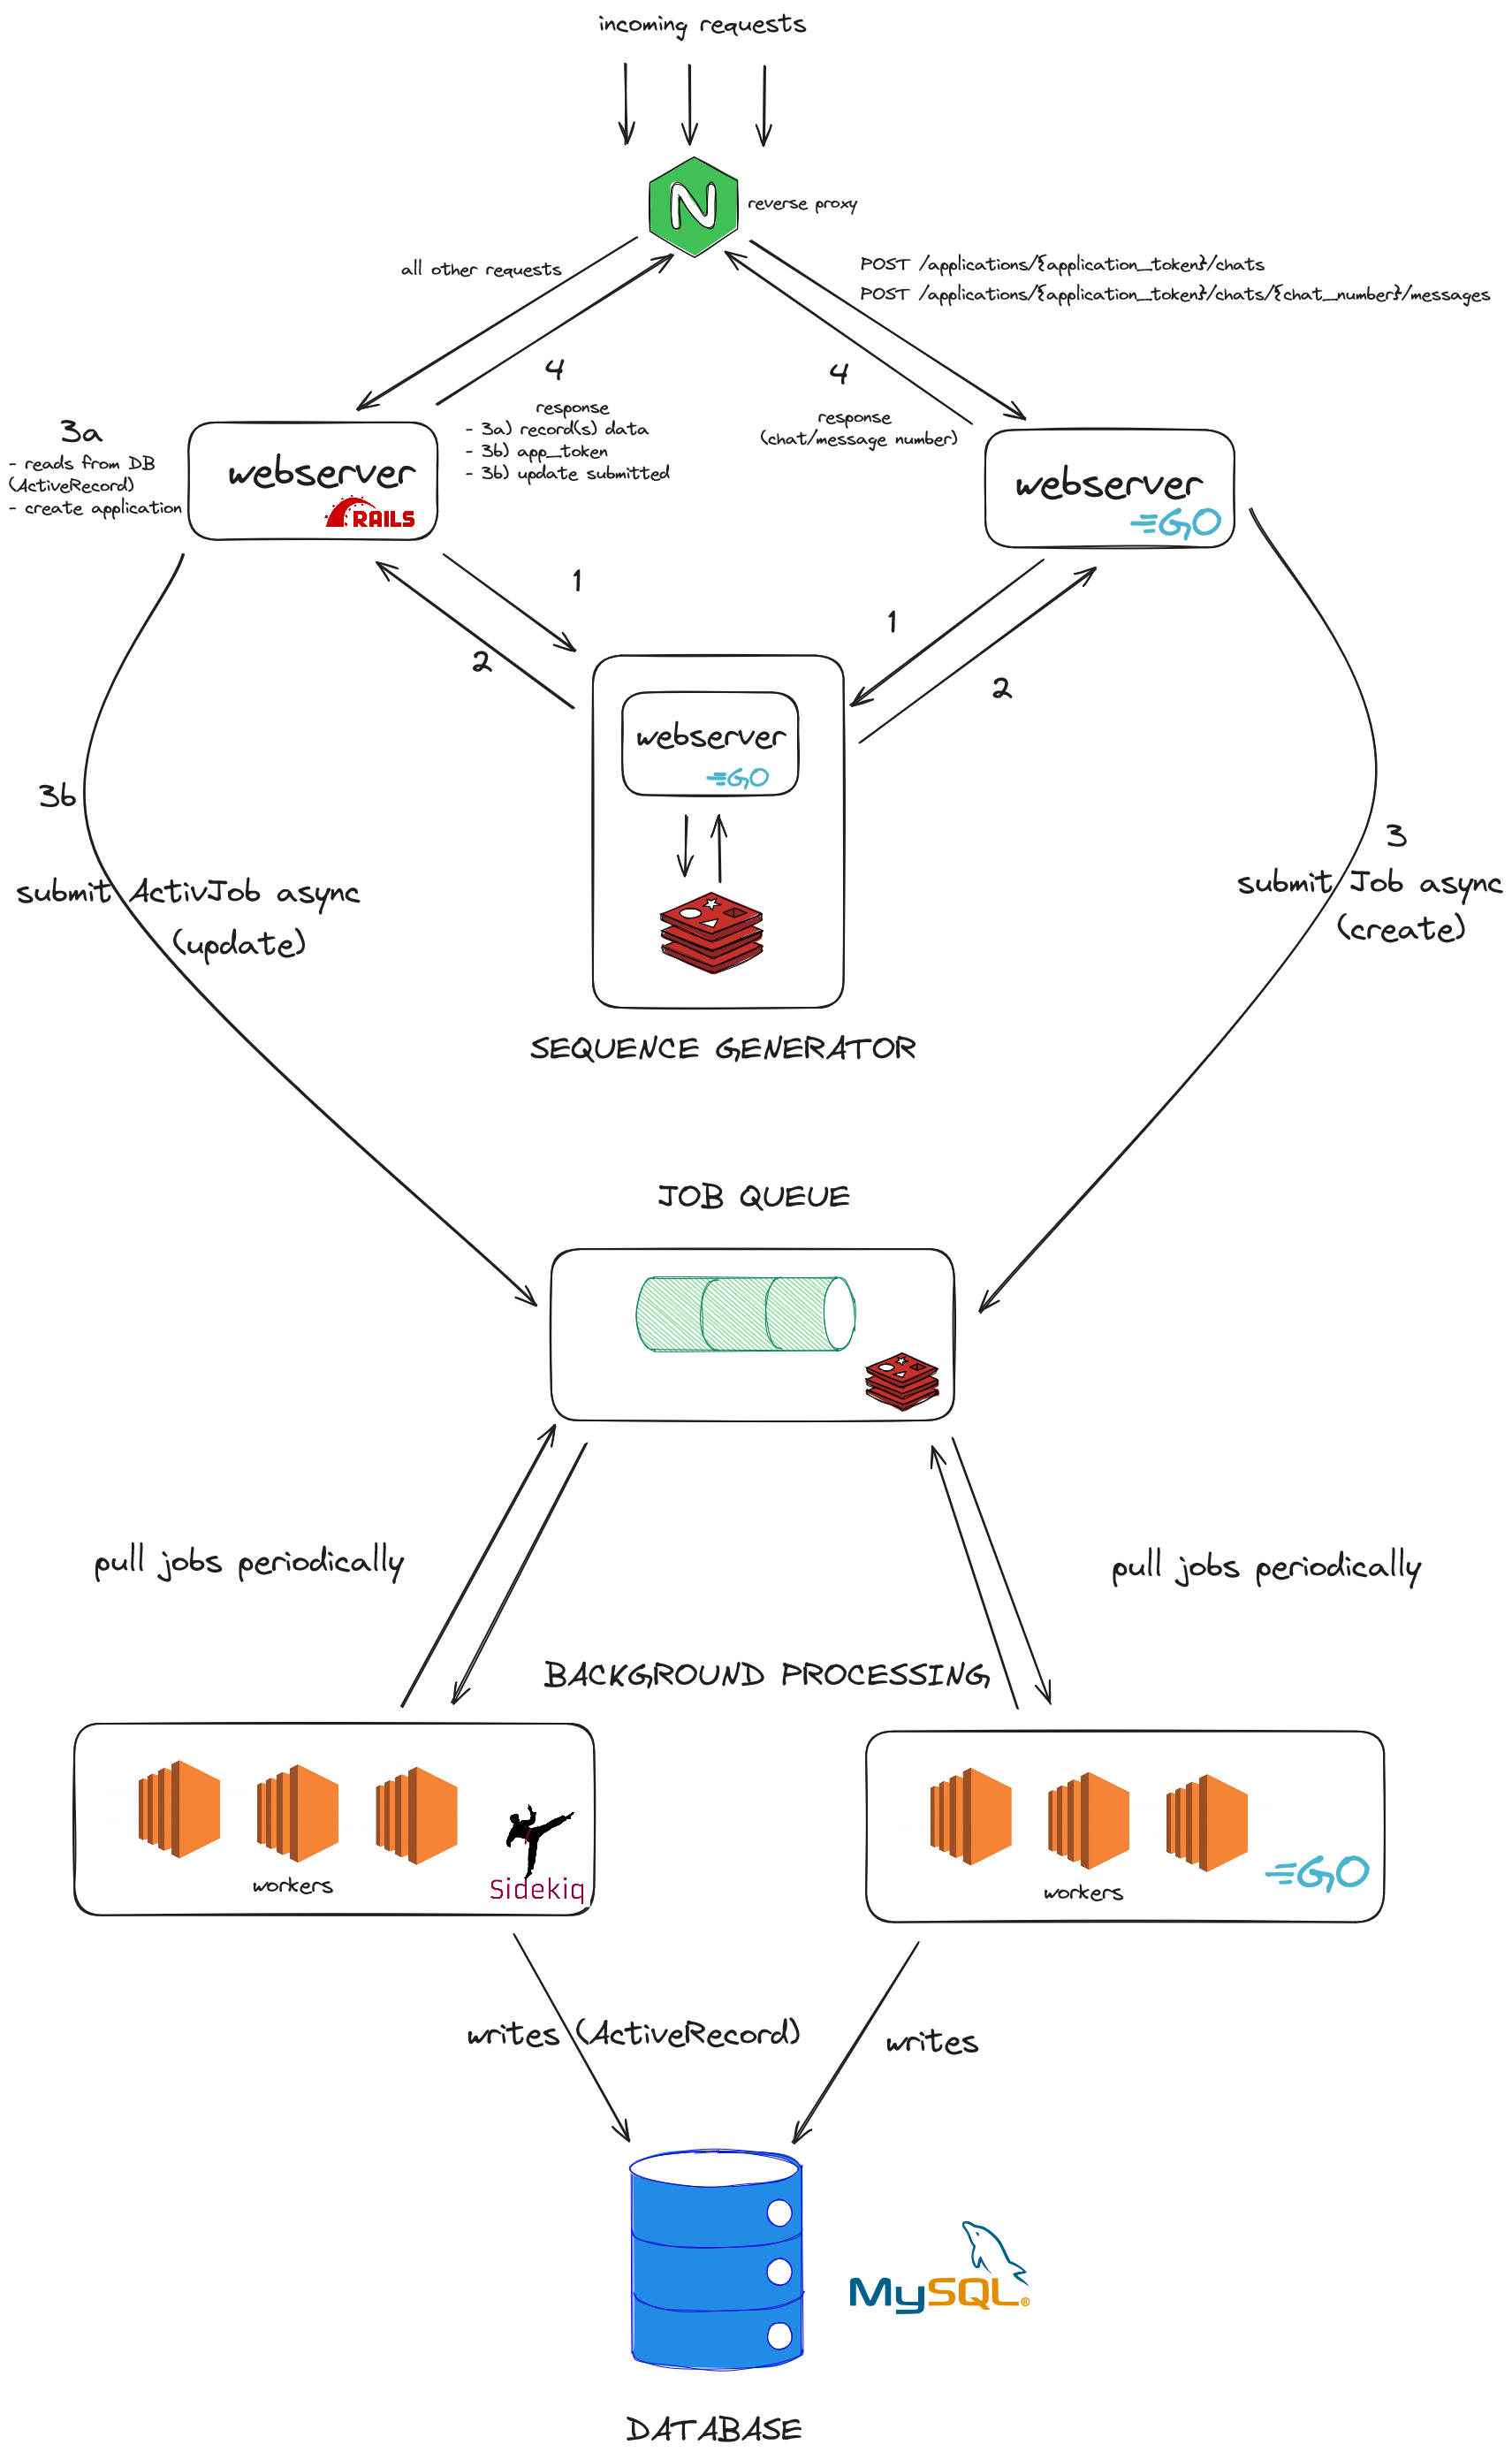 incoming requests
N
reverse proxy
all other requests
POST /applications/{application_token}/chats
POST /applications/{application_token}/chats/{chat_number}/messages
4
response
- 3a) record(s) data
- 3b) app_token
- 3b) update submitted
4
response
(chat/message number)
3a
- reads from DB
(ActiveRecord)
- create application
webserver
RAILS
webserver
GO
1
2
1
2
webserver
GO
SEQUENCE GENERATOR
3b
submit ActivJob async
(update)
3
submit Job async
(create)
JOB QUEUE
pull jobs periodically
pull jobs periodically
BACKGROUND PROCESSING
workers
Sidekiq
workers
GO
writes (ActiveRecord)
writes
MySQL®
DATABASE